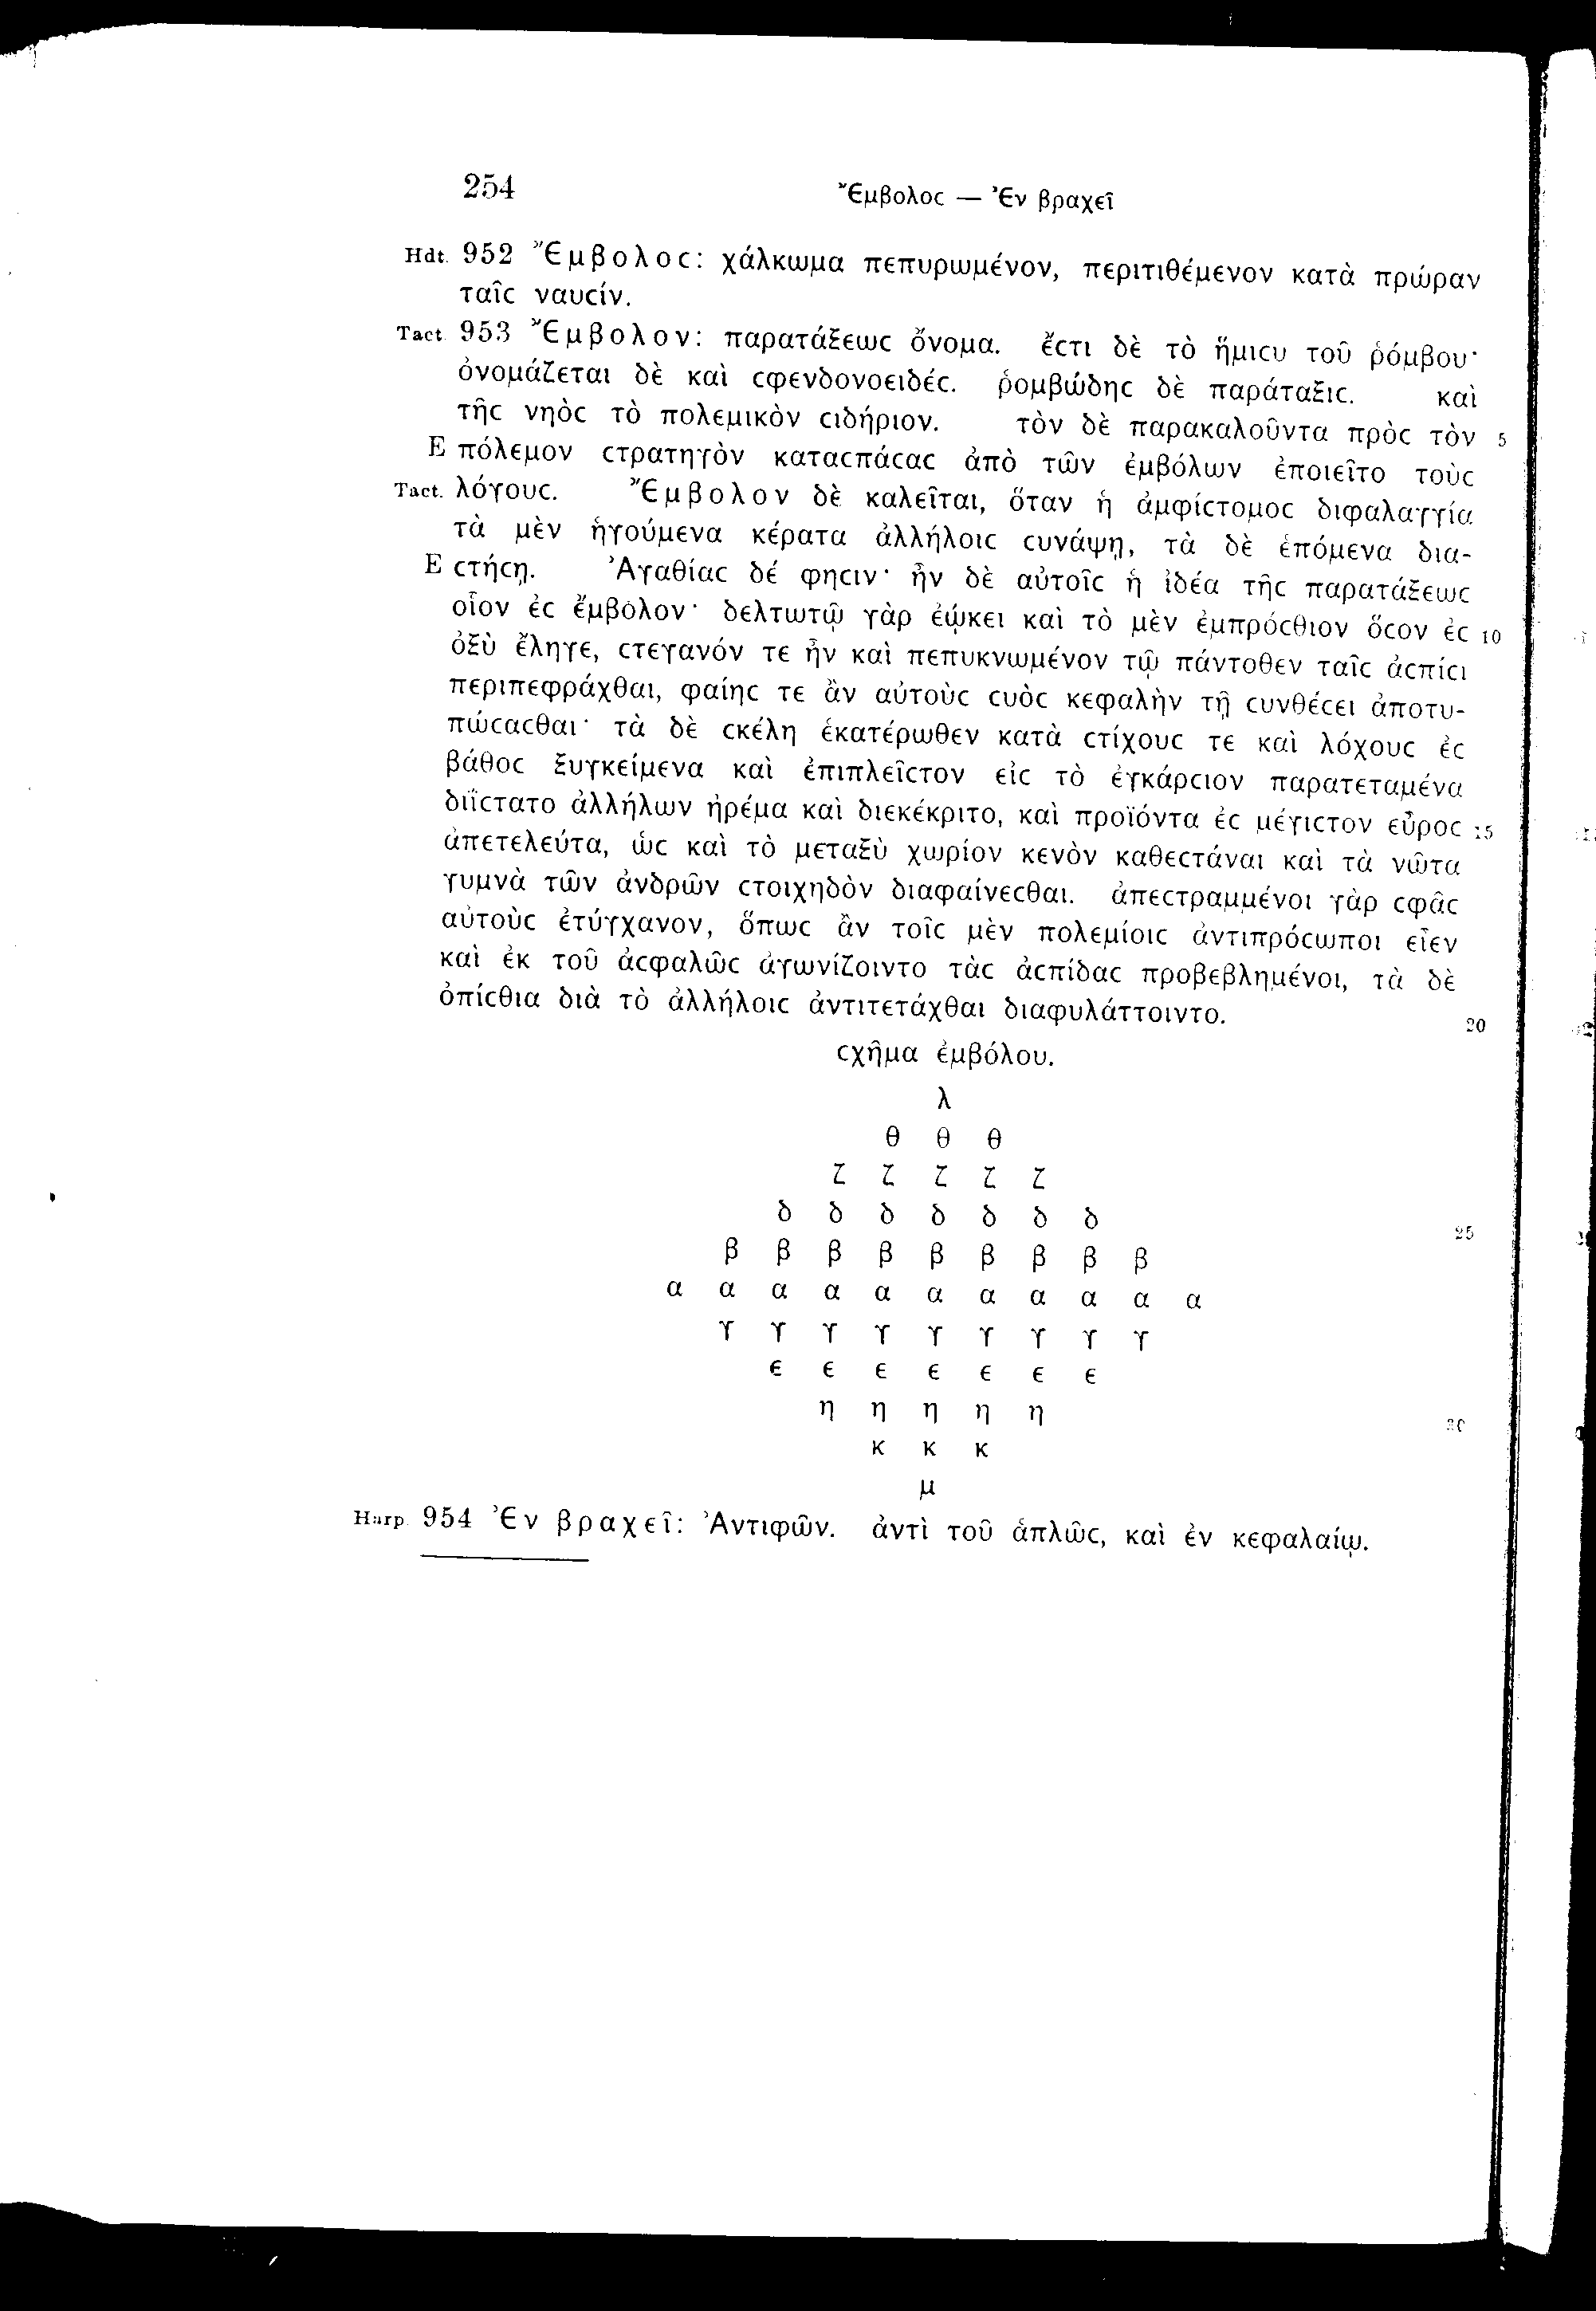 254 Ἔμβολοϲ — Ἐν βραχεῖ
Hdt. 952 Ἔμβολοϲ: χάλκωμα πεπυρωμένον, περιτιθέμενον κατὰ πρώραν
ταῖϲ ναυϲίν.
Tact. 953 Ἔμβολον: παρατάξεωϲ ὄνομα. ἔϲτι δὲ τὸ ἥμιϲυ τοῦ ῥόμβου·
ὀνομάζεται δὲ καὶ ϲφενδονοειδέϲ. ῥομβώδηϲ δὲ παράταξιϲ. καὶ
τῆϲ νηὸϲ τὸ πολεμικὸν ϲιδήριον. τὸν δὲ παρακαλοῦντα πρὸϲ τὸν 5
E πόλεμον ϲτρατηγὸν καταϲπάϲαϲ ἀπὸ τῶν ἐμβόλων ἐποιεῖτο τοὺϲ
Tact. λόγουϲ. Ἔμβολον δὲ καλεῖται, ὅταν ἡ ἀμφίϲτομοϲ διφαλαγγία
τὰ μὲν ἡγούμενα κέρατα ἀλλήλοιϲ ϲυνάψῃ, τὰ δὲ ἑπόμενα δια-
E ϲτήϲῃ. Ἀγαθίαϲ δέ φηϲιν· ἦν δὲ αὐτοῖϲ ἡ ἰδέα τῆϲ παρατάξεωϲ
οἷον ἐϲ ἔμβολον· δελτωτῷ γὰρ ἐῴκει καὶ τὸ μὲν ἐμπρόϲθιον ὅϲον ἐϲ 10
ὀξὺ ἔληγε, ϲτεγανόν τε ἦν καὶ πεπυκνωμένον τῷ πάντοθεν ταῖϲ ἀϲπίϲι
περιπεφράχθαι, φαίηϲ τε ἂν αὐτοὺϲ ϲυὸϲ κεφαλὴν τῇ ϲυνθέϲει ἀποτυ-
πώϲαϲθαι· τὰ δὲ ϲκέλη ἑκατέρωθεν κατὰ ϲτίχουϲ τε καὶ λόχουϲ ἐϲ
βάθοϲ ξυγκείμενα καὶ ἐπιπλεῖϲτον εἰϲ τὸ ἐγκάρϲιον παρατεταμένα
διΐϲτατο ἀλλήλων ἠρέμα καὶ διεκέκριτο, καὶ προϊόντα ἐϲ μέγιϲτον εὖροϲ 15
ἀπετελεύτα, ὡϲ καὶ τὸ μεταξὺ χωρίον κενὸν καθεϲτάναι καὶ τὰ νῶτα
γυμνὰ τῶν ἀνδρῶν ϲτοιχηδὸν διαφαίνεϲθαι. ἀπεϲτραμμένοι γὰρ ϲφᾶϲ
αὐτοὺϲ ἐτύγχανον, ὅπωϲ ἂν τοῖϲ μὲν πολεμίοιϲ ἀντιπρόϲωποι εἶεν
καὶ ἐκ τοῦ ἀϲφαλῶϲ ἀγωνίζοιντο τὰϲ ἀϲπίδαϲ προβεβλημένοι, τὰ δὲ
ὀπίϲθια διὰ τὸ ἀλλήλοιϲ ἀντιτετάχθαι διαφυλάττοιντο. 20
ϲχῆμα ἐμβόλου.
λ
θ θ θ
ζ ζ ζ ζ ζ
δ δ δ δ δ δ δ 25
β β β β β β β β β
α α α α α α α α α α α
γ γ γ γ γ γ γ γ γ
ε ε ε ε ε ε ε
η η η η η 30
κ κ κ
μ
Harp. 954 Ἐν βραχεῖ: Ἀντιφῶν. ἀντὶ τοῦ ἁπλῶϲ, καὶ ἐν κεφαλαίῳ.